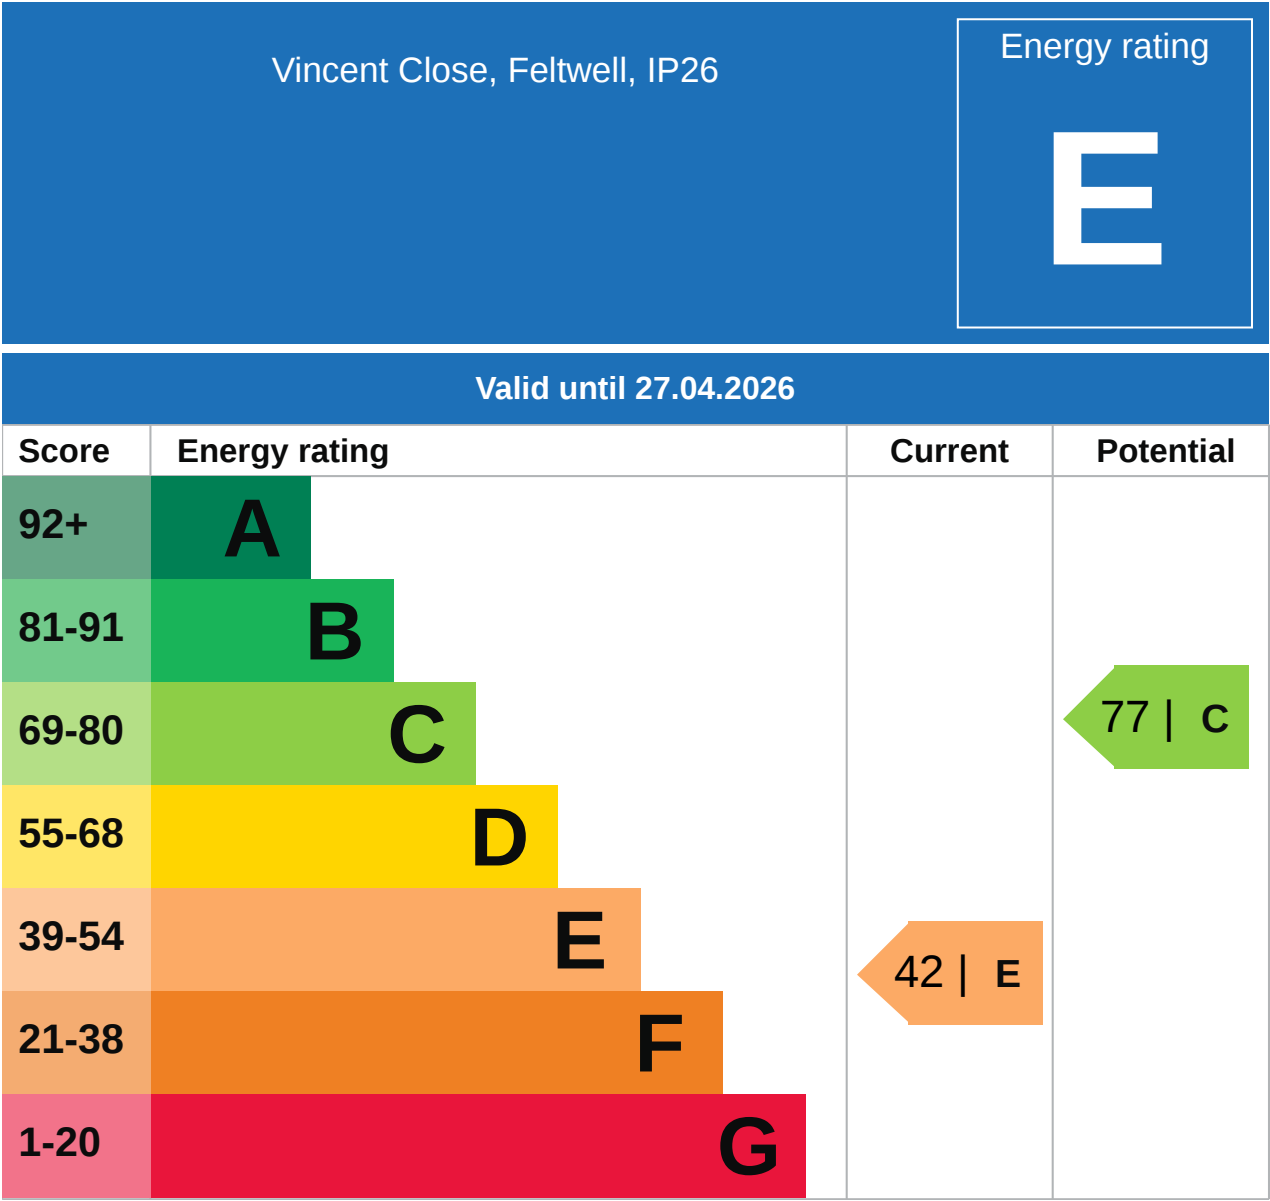 Vincent Close, Feltwell, IP26
Energy rating
E
Valid until 27.04.2026
Score Energy rating Current Potential
92+ A
81-91 B
69-80 C
77 | C
55-68 D
39-54 E
42 | E
21-38 F
1-20 G